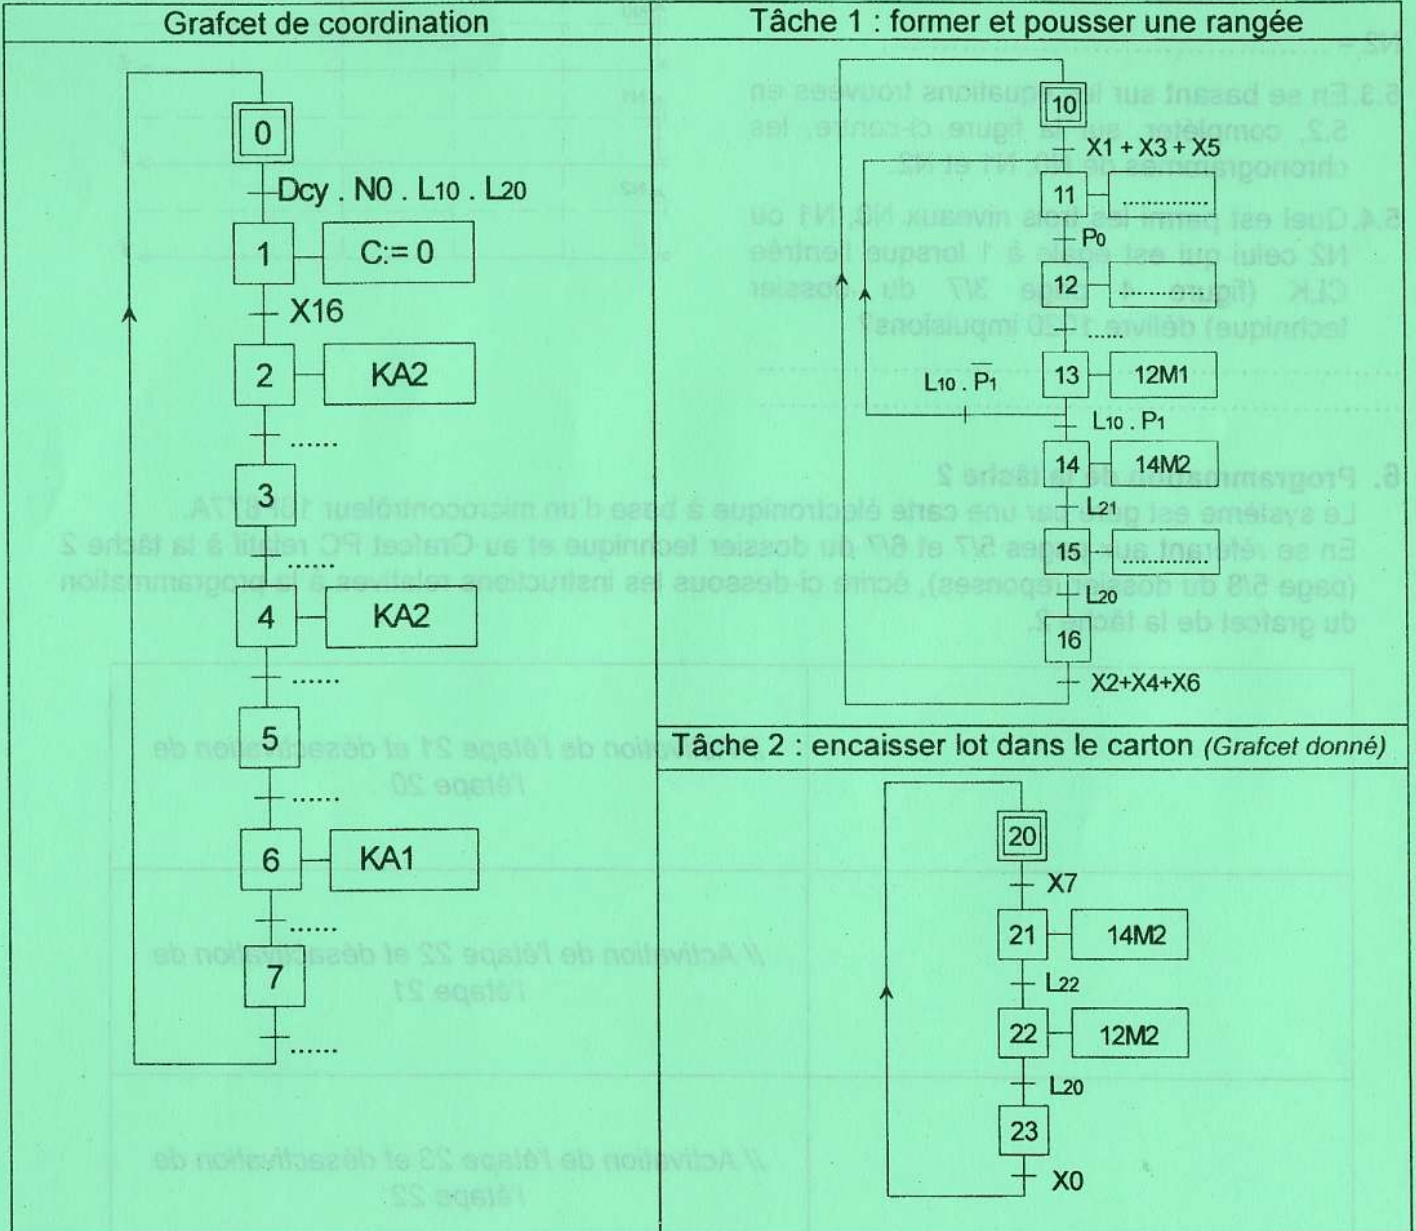 Grafcet de coordination
0
Dcy . N0 . L10 . L20
1
C:= 0
X16
2
KA2
......
3
......
4
KA2
......
5
......
6
KA1
......
7
......
Tâche 1 : former et pousser une rangée
10
X1 + X3 + X5
11
.............
P0
12
.............
......
13
12M1
L10 . P̅1
L10 . P1
14
14M2
L21
15
.............
L20
16
X2+X4+X6
Tâche 2 : encaisser lot dans le carton (Grafcet donné)
20
X7
21
14M2
L22
22
12M2
L20
23
X0